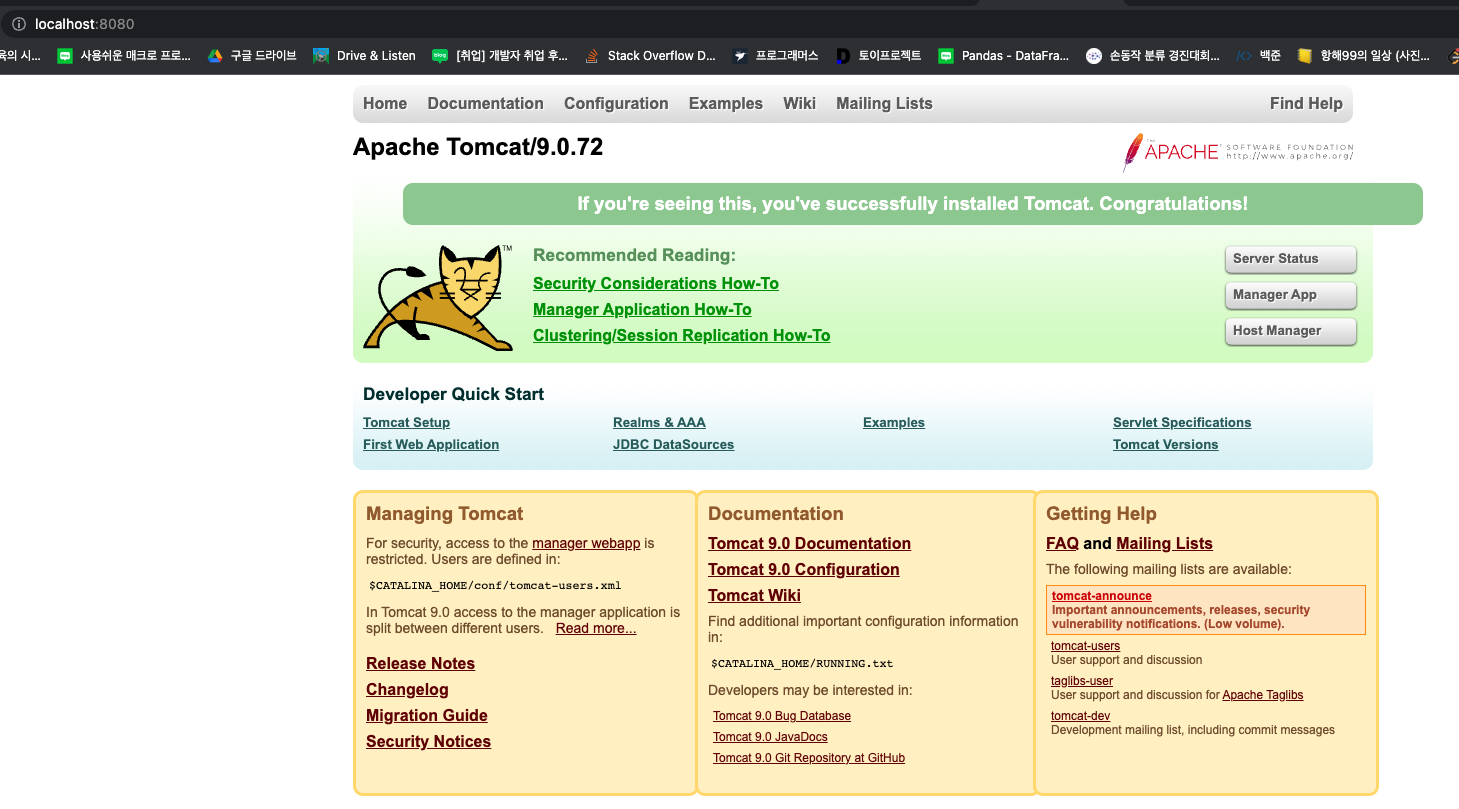 localhost:8080
육의 시...
사용쉬운 매크로 프로...
구글 드라이브
Drive & Listen
[취업] 개발자 취업 후...
Stack Overflow D...
프로그래머스
토이프로젝트
Pandas - DataFra...
손동작 분류 경진대회...
백준
항해99의 일상 (사진...
Home Documentation Configuration Examples Wiki Mailing Lists Find Help
Apache Tomcat/9.0.72
THE APACHE SOFTWARE FOUNDATION
http://www.apache.org/
If you're seeing this, you've successfully installed Tomcat. Congratulations!
TM
Recommended Reading:
Security Considerations How-To
Manager Application How-To
Clustering/Session Replication How-To
Server Status
Manager App
Host Manager
Developer Quick Start
Tomcat Setup
First Web Application
Realms & AAA
JDBC DataSources
Examples
Servlet Specifications
Tomcat Versions
Managing Tomcat
For security, access to the manager webapp is
restricted. Users are defined in:
$CATALINA_HOME/conf/tomcat-users.xml
In Tomcat 9.0 access to the manager application is
split between different users. Read more...
Release Notes
Changelog
Migration Guide
Security Notices
Documentation
Tomcat 9.0 Documentation
Tomcat 9.0 Configuration
Tomcat Wiki
Find additional important configuration information
in:
$CATALINA_HOME/RUNNING.txt
Developers may be interested in:
Tomcat 9.0 Bug Database
Tomcat 9.0 JavaDocs
Tomcat 9.0 Git Repository at GitHub
Getting Help
FAQ and Mailing Lists
The following mailing lists are available:
tomcat-announce
Important announcements, releases, security
vulnerability notifications. (Low volume).
tomcat-users
User support and discussion
taglibs-user
User support and discussion for Apache Taglibs
tomcat-dev
Development mailing list, including commit messages